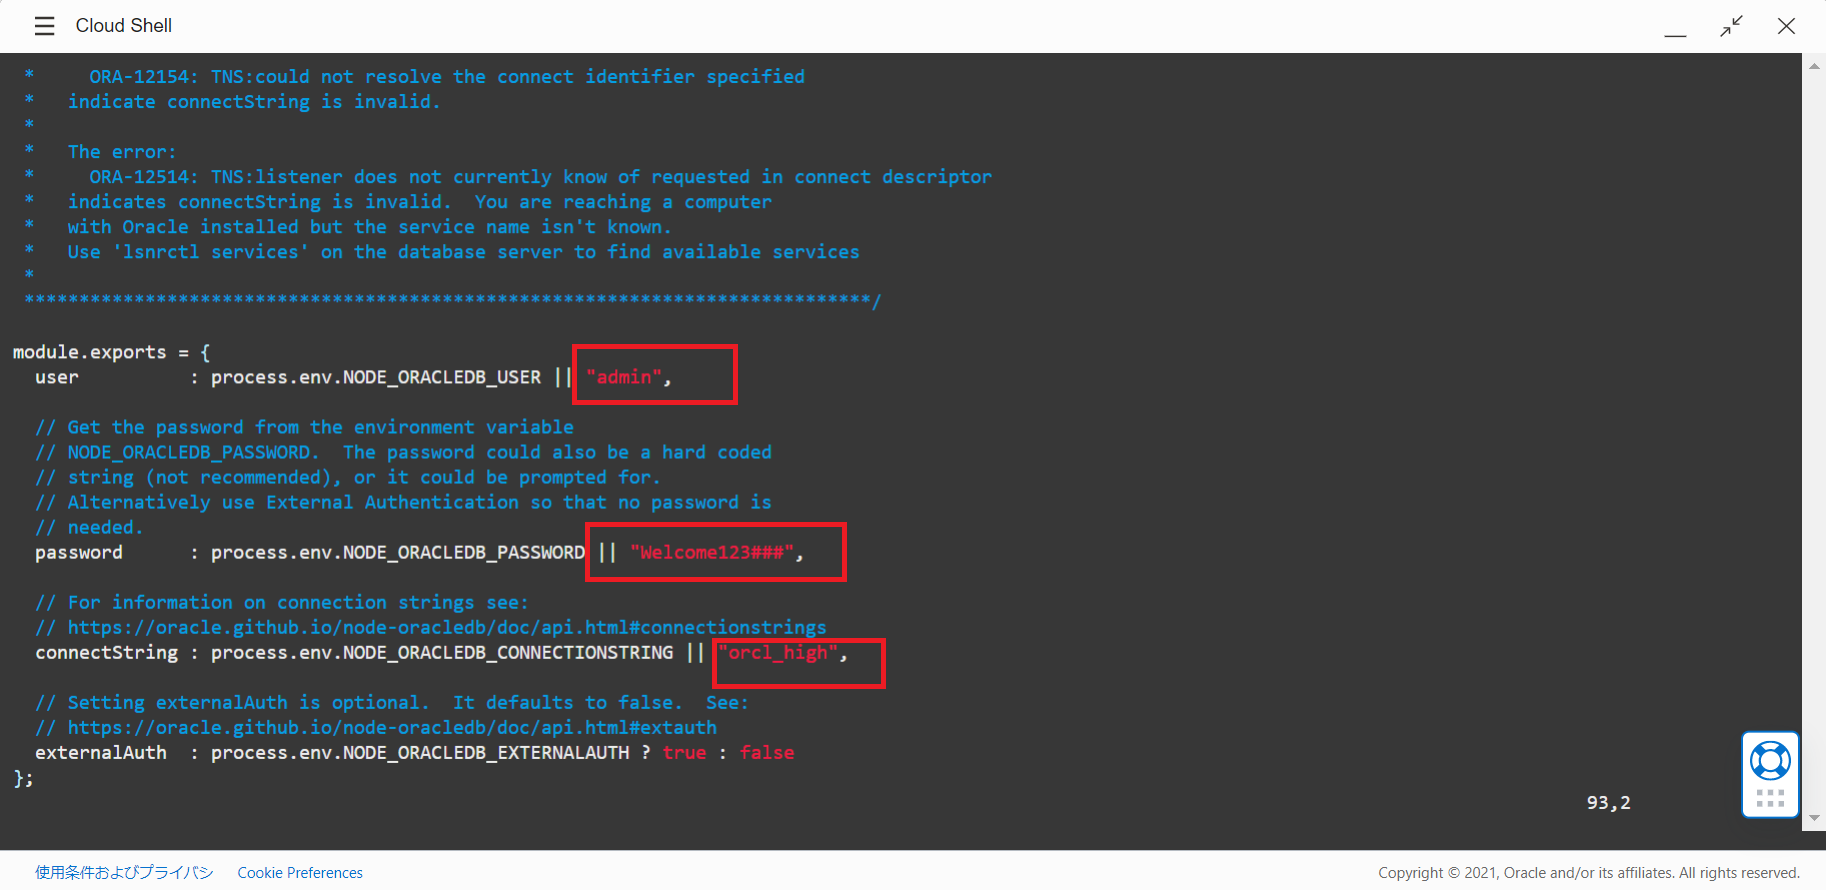 Cloud Shell
*     ORA-12154: TNS:could not resolve the connect identifier specified
*   indicate connectString is invalid.
*
*   The error:
*     ORA-12514: TNS:listener does not currently know of requested in connect descriptor
*   indicates connectString is invalid.  You are reaching a computer
*   with Oracle installed but the service name isn't known.
*   Use 'lsnrctl services' on the database server to find available services
*
*****************************************************************************/
module.exports = {
  user          : process.env.NODE_ORACLEDB_USER || "admin",
  // Get the password from the environment variable
  // NODE_ORACLEDB_PASSWORD.  The password could also be a hard coded
  // string (not recommended), or it could be prompted for.
  // Alternatively use External Authentication so that no password is
  // needed.
  password      : process.env.NODE_ORACLEDB_PASSWORD || "Welcome123###",
  // For information on connection strings see:
  // https://oracle.github.io/node-oracledb/doc/api.html#connectionstrings
  connectString : process.env.NODE_ORACLEDB_CONNECTIONSTRING || "orcl_high",
  // Setting externalAuth is optional.  It defaults to false.  See:
  // https://oracle.github.io/node-oracledb/doc/api.html#extauth
  externalAuth  : process.env.NODE_ORACLEDB_EXTERNALAUTH ? true : false
};
93,2
使用条件およびプライバシ Cookie Preferences Copyright © 2021, Oracle and/or its affiliates. All rights reserved.